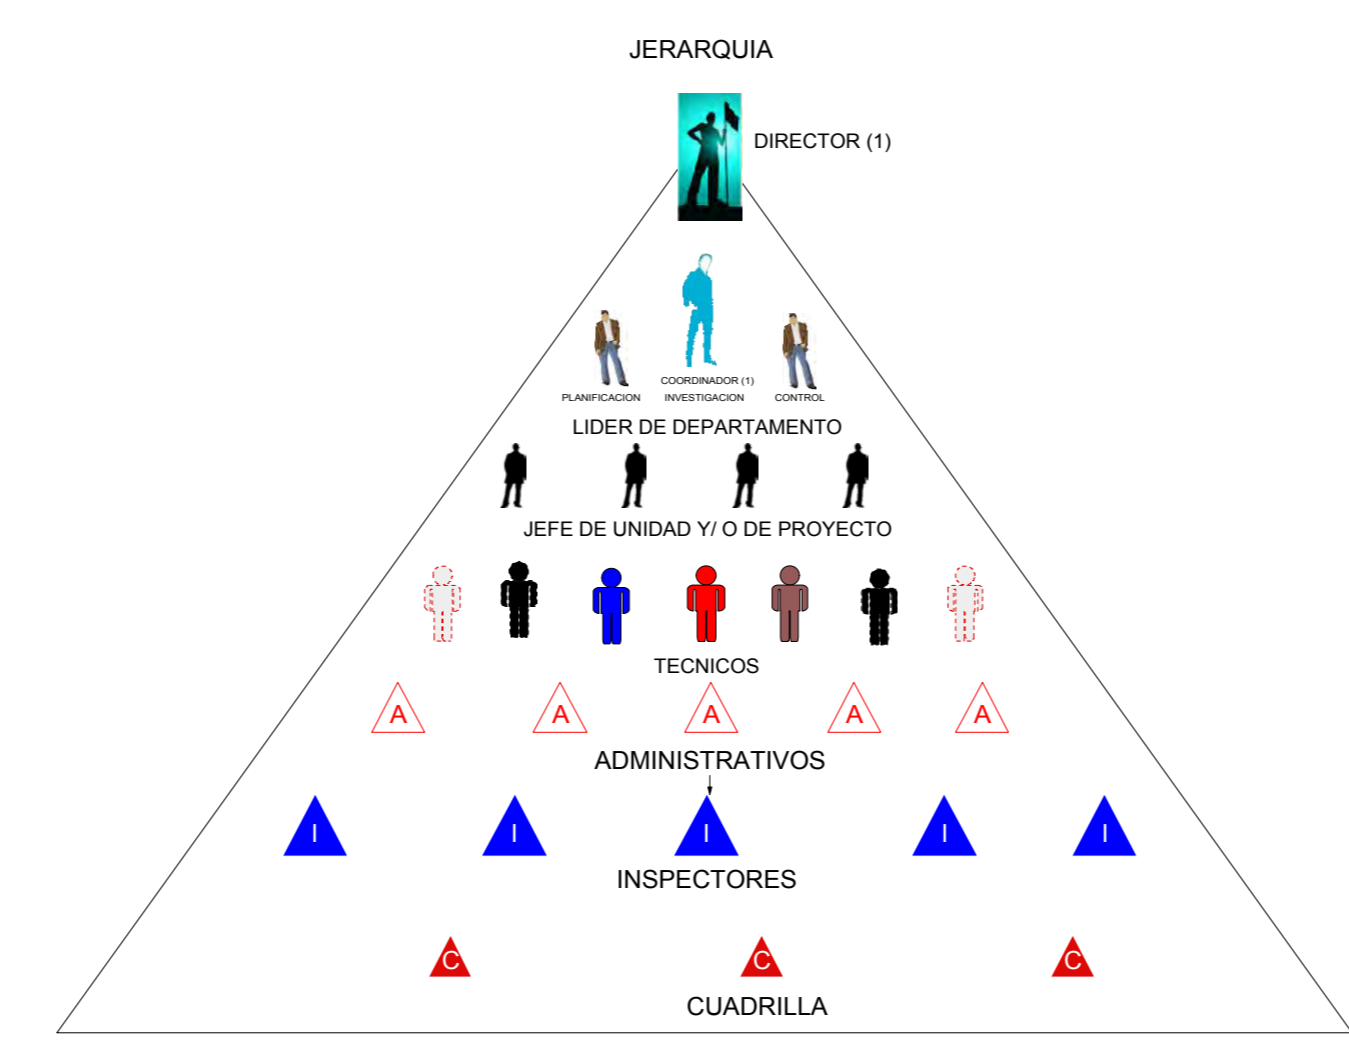 JERARQUIA
DIRECTOR (1)
COORDINADOR (1)
PLANIFICACION INVESTIGACION CONTROL
LIDER DE DEPARTAMENTO
JEFE DE UNIDAD Y/ O DE PROYECTO
TECNICOS
A A A A A
ADMINISTRATIVOS
I I I I I
INSPECTORES
C C C
CUADRILLA